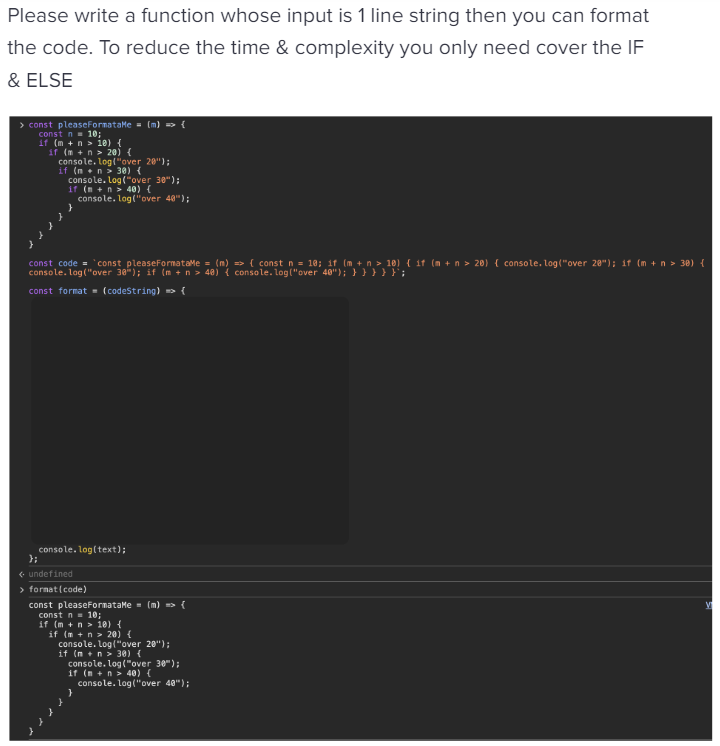 Please write a function whose input is 1 line string then you can format
the code. To reduce the time & complexity you only need cover the IF
& ELSE
> const pleaseFormataMe = (m) => {
const n = 10;
if (m + n > 10) {
if (m + n > 20) {
console.log("over 20");
if (m + n > 30) {
console.log("over 30");
if (m + n > 40) {
console.log("over 40");
}
}
}
}
}
const code = `const pleaseFormataMe = (m) => { const n = 10; if (m + n > 10) { if (m + n > 20) { console.log("over 20"); if (m + n > 30) {
console.log("over 30"); if (m + n > 40) { console.log("over 40"); } } } } }`;
const format = (codeString) => {
console.log(text);
};
undefined
> format(code)
const pleaseFormataMe = (m) => {
const n = 10;
if (m + n > 10) {
if (m + n > 20) {
console.log("over 20");
if (m + n > 30) {
console.log("over 30");
if (m + n > 40) {
console.log("over 40");
}
}
}
}
}